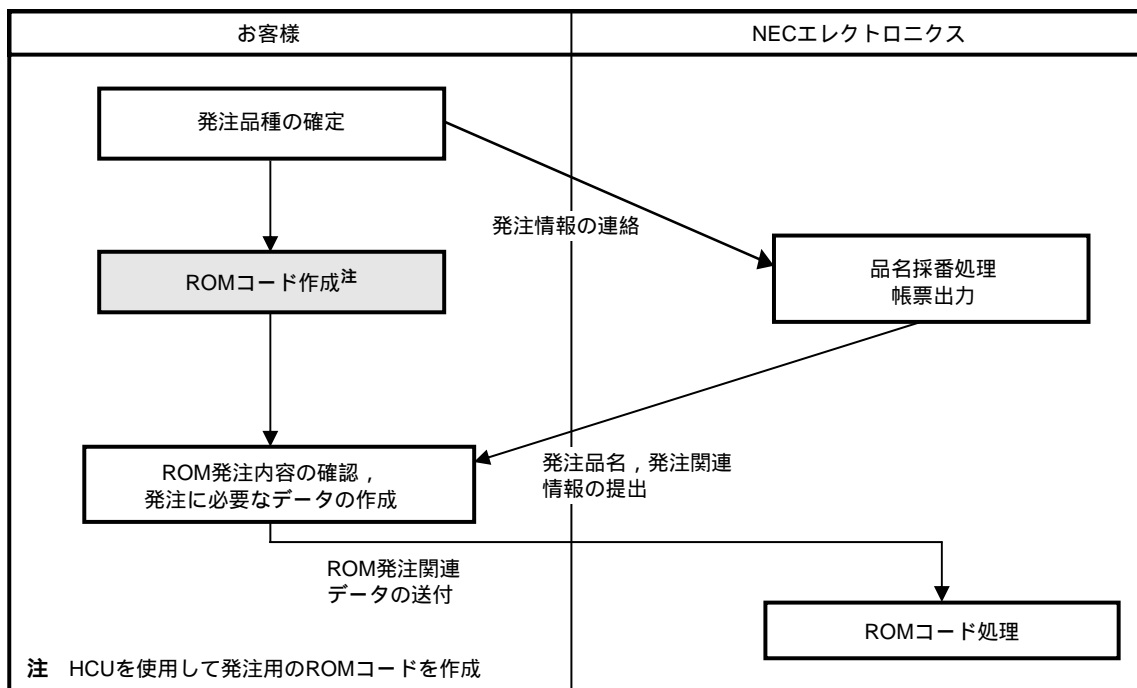 お客様
NECエレクトロニクス
発注品種の確定
発注情報の連絡
ROMコード作成注
品名採番処理
帳票出力
ROM発注内容の確認，
発注に必要なデータの作成
発注品名，発注関連
情報の提出
ROM発注関連
データの送付
ROMコード処理
注 HCUを使用して発注用のROMコードを作成